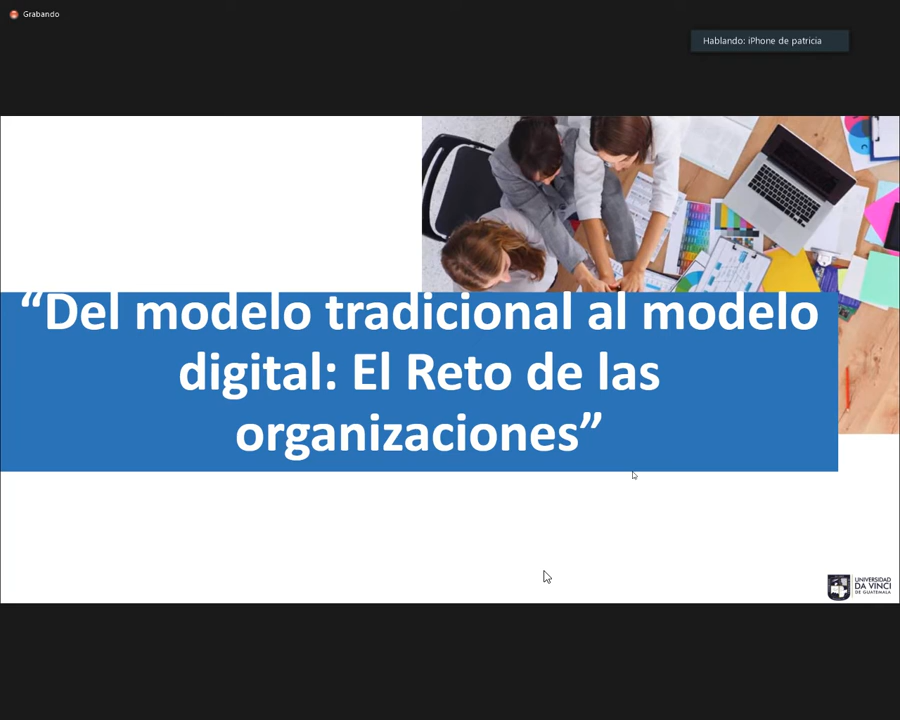 Grabando
Hablando: iPhone de patricia
“Del modelo tradicional al modelo
digital: El Reto de las
organizaciones”
UNIVERSIDAD
DA VINCI
DE GUATEMALA